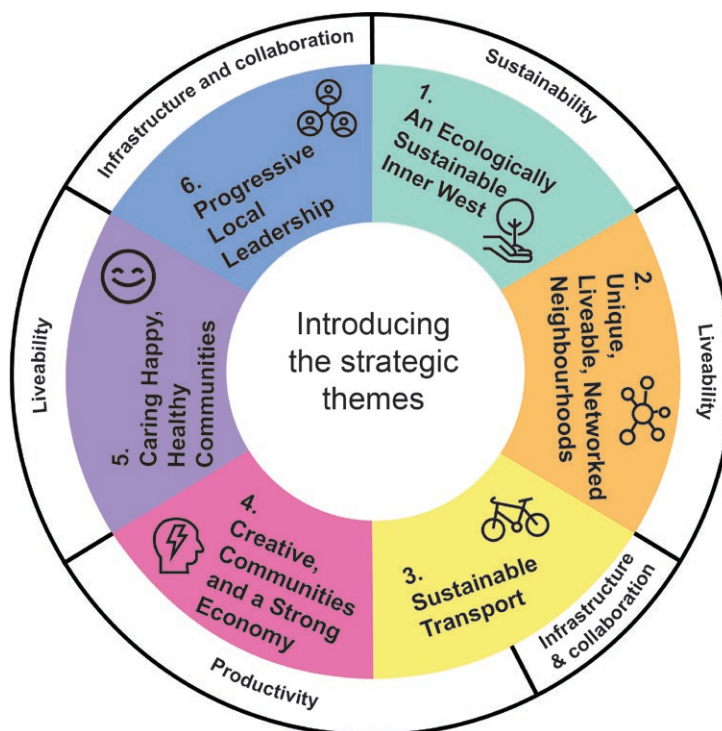 Introducing
the strategic
themes
Sustainability
1.
An Ecologically
Sustainable
Inner West
Liveability
2.
Unique,
Liveable, Networked
Neighbourhoods
Infrastructure
& collaboration
3.
Sustainable
Transport
Productivity
4.
Creative,
Communities
and a Strong
Economy
Liveability
5.
Caring Happy,
Healthy
Communities
Infrastructure and collaboration
6.
Progressive
Local
Leadership